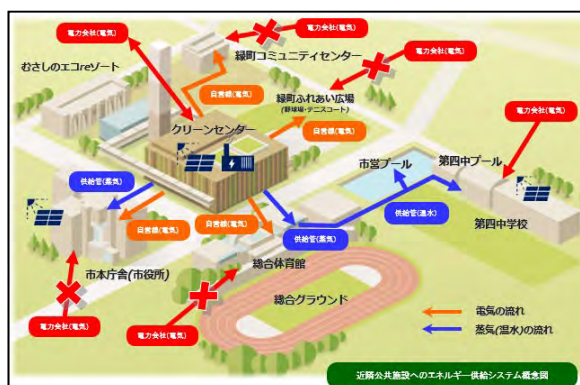 電力会社(電気)
電力会社(電気)
緑町コミュニティセンター
電力会社(電気)
むさしのエコreゾート
自営線(電気)
緑町ふれあい広場
(野球場・テニスコート)
電力会社(電気)
クリーンセンター
自営線(電気)
市営プール
第四中プール
供給管(蒸気)
供給管(温水)
自営線(電気)
自営線(電気)
供給管(蒸気)
第四中学校
総合体育館
市本庁舎(市役所)
総合グラウンド
電気の流れ
電力会社(電気)
電力会社(電気)
蒸気(温水)の流れ
近隣公共施設へのエネルギー供給システム概念図